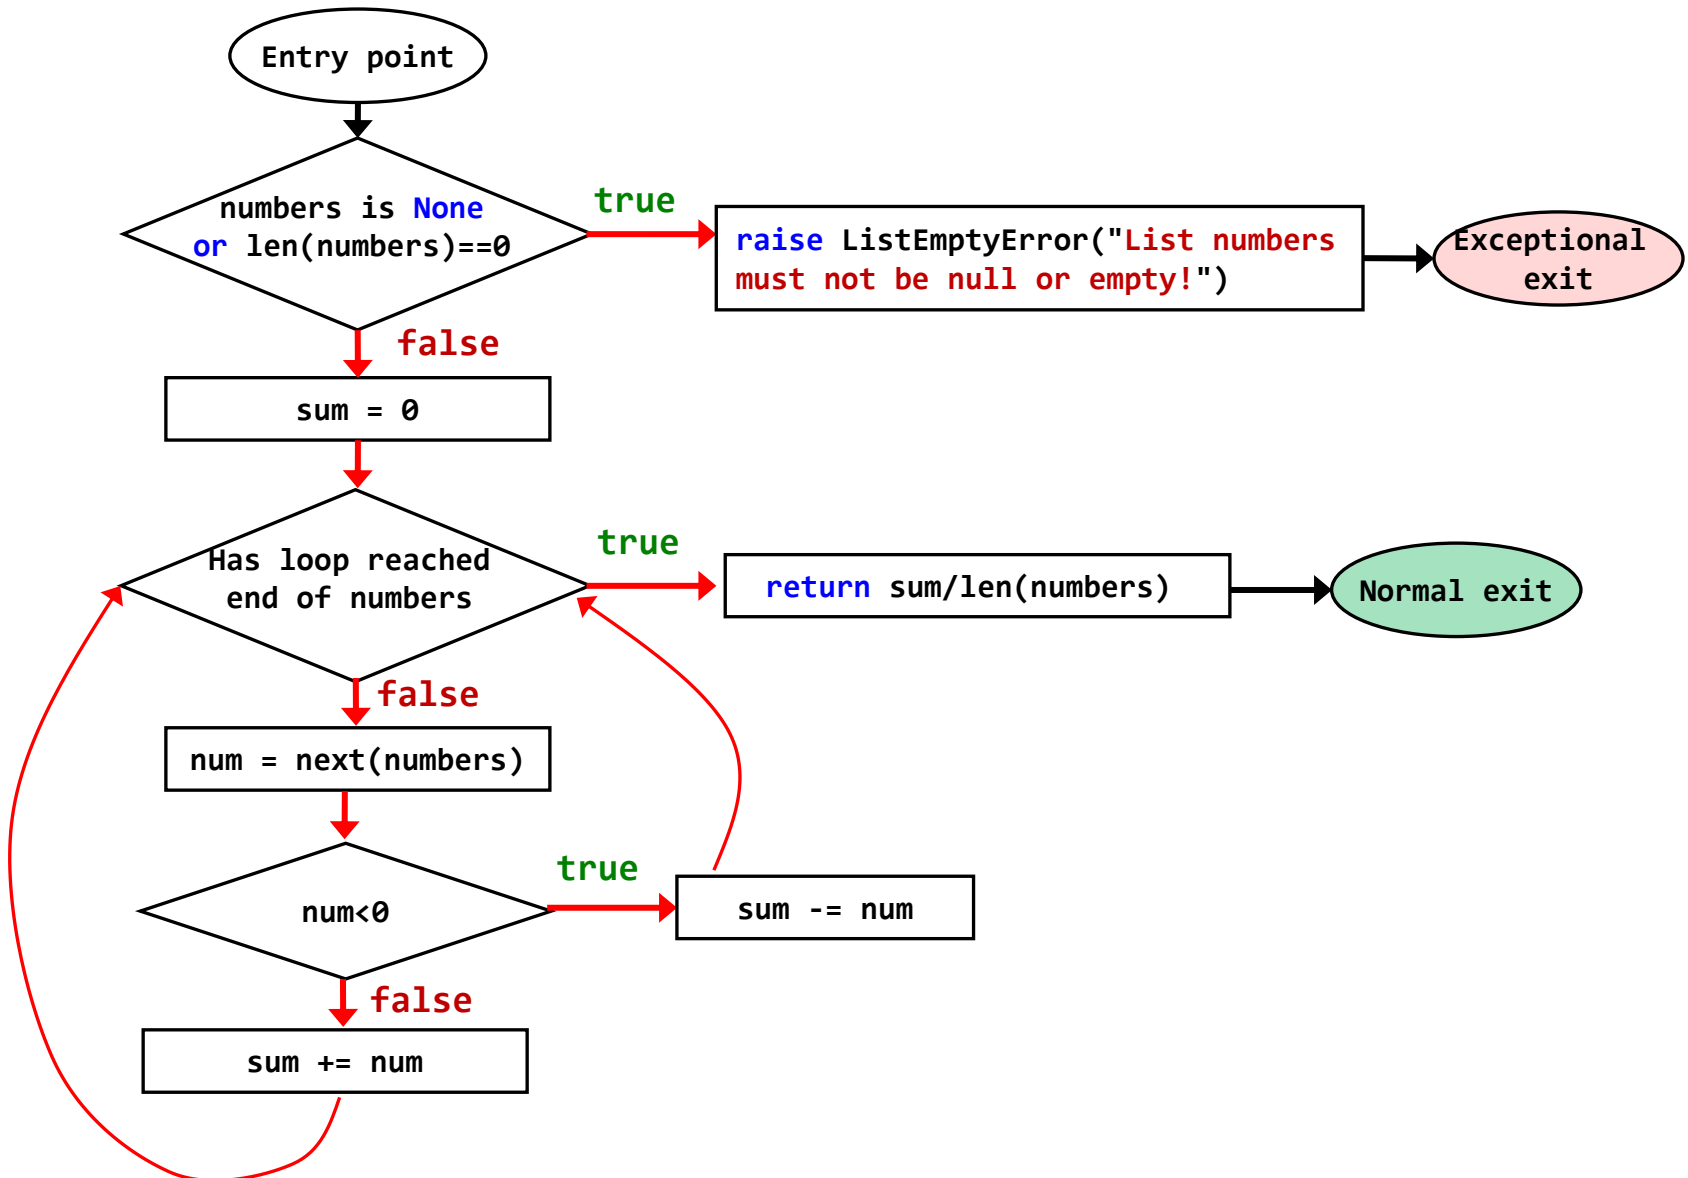 Entry point
numbers is None
or len(numbers)==0
true
raise ListEmptyError("List numbers
must not be null or empty!")
Exceptional
exit
false
sum = 0
Has loop reached
end of numbers
true
return sum/len(numbers)
Normal exit
false
num = next(numbers)
num<0
true
sum -= num
false
sum += num